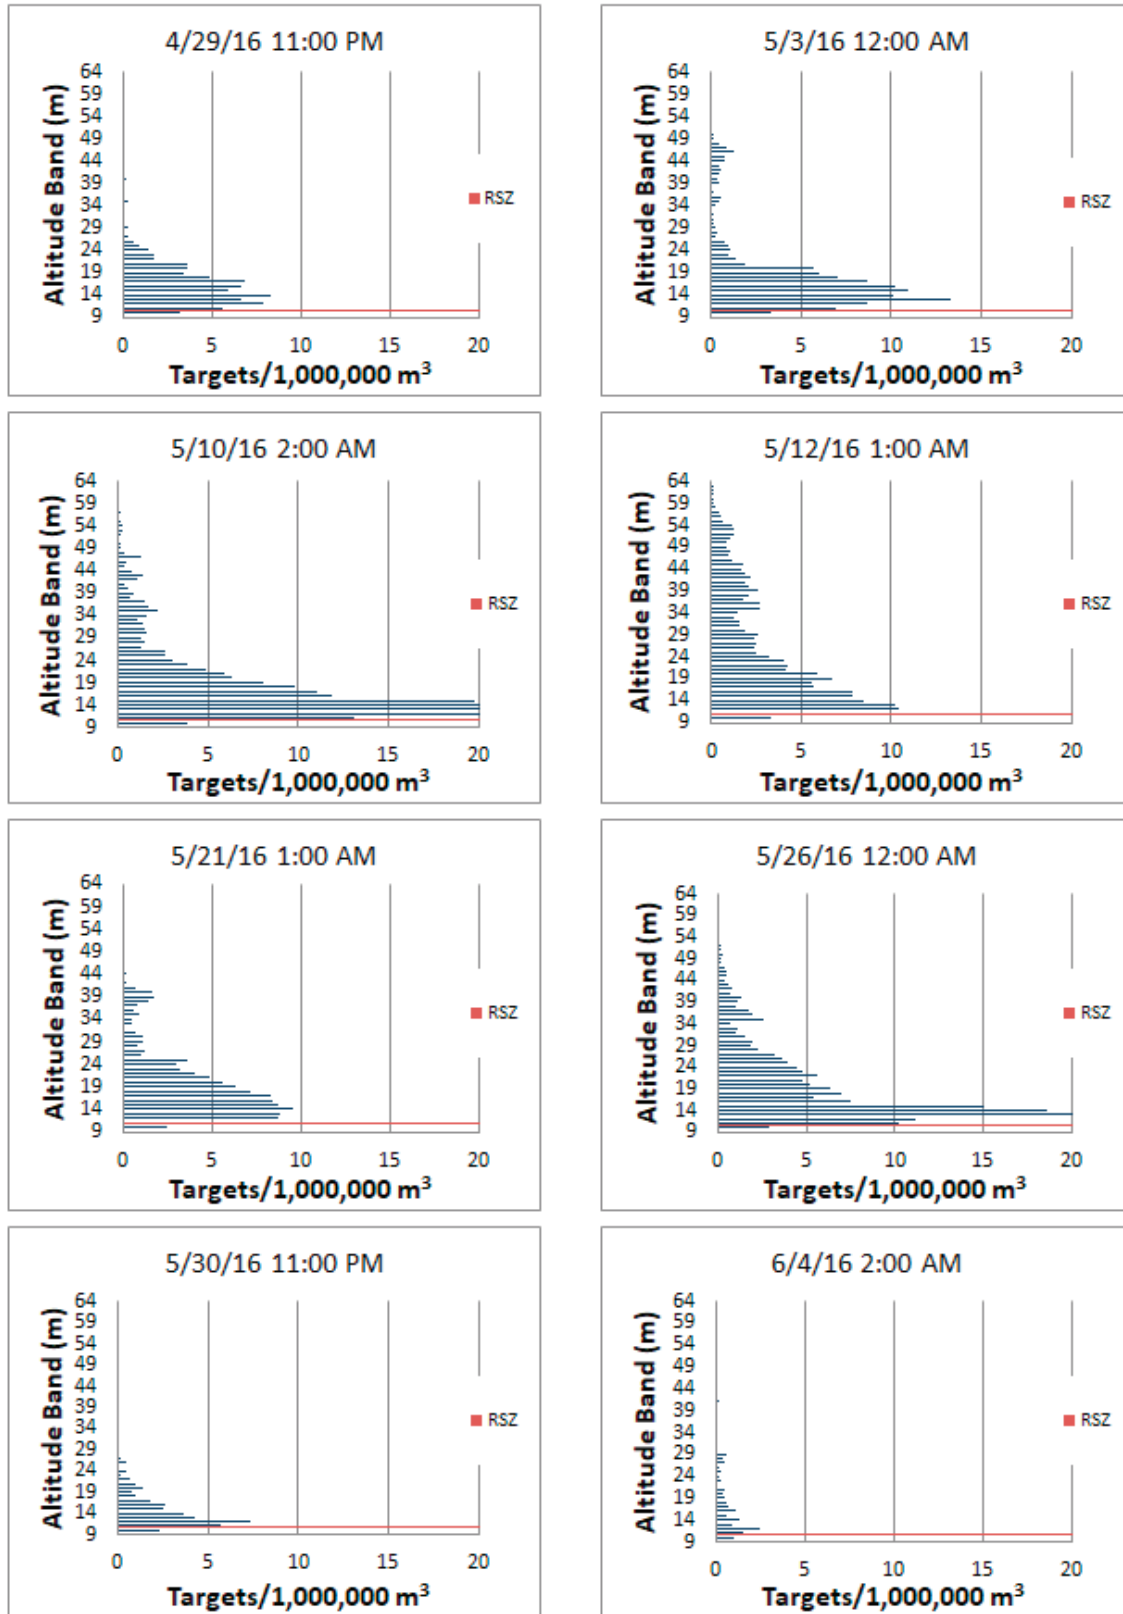 4/29/16 11:00 PM
Altitude Band (m)
64
59
54
49
44
39
34
29
24
19
14
9
0 5 10 15 20
Targets/1,000,000 m³
RSZ
5/3/16 12:00 AM
Altitude Band (m)
64
59
54
49
44
39
34
29
24
19
14
9
0 5 10 15 20
Targets/1,000,000 m³
RSZ
5/10/16 2:00 AM
Altitude Band (m)
64
59
54
49
44
39
34
29
24
19
14
9
0 5 10 15 20
Targets/1,000,000 m³
RSZ
5/12/16 1:00 AM
Altitude Band (m)
64
59
54
49
44
39
34
29
24
19
14
9
0 5 10 15 20
Targets/1,000,000 m³
RSZ
5/21/16 1:00 AM
Altitude Band (m)
64
59
54
49
44
39
34
29
24
19
14
9
0 5 10 15 20
Targets/1,000,000 m³
RSZ
5/26/16 12:00 AM
Altitude Band (m)
64
59
54
49
44
39
34
29
24
19
14
9
0 5 10 15 20
Targets/1,000,000 m³
RSZ
5/30/16 11:00 PM
Altitude Band (m)
64
59
54
49
44
39
34
29
24
19
14
9
0 5 10 15 20
Targets/1,000,000 m³
RSZ
6/4/16 2:00 AM
Altitude Band (m)
64
59
54
49
44
39
34
29
24
19
14
9
0 5 10 15 20
Targets/1,000,000 m³
RSZ